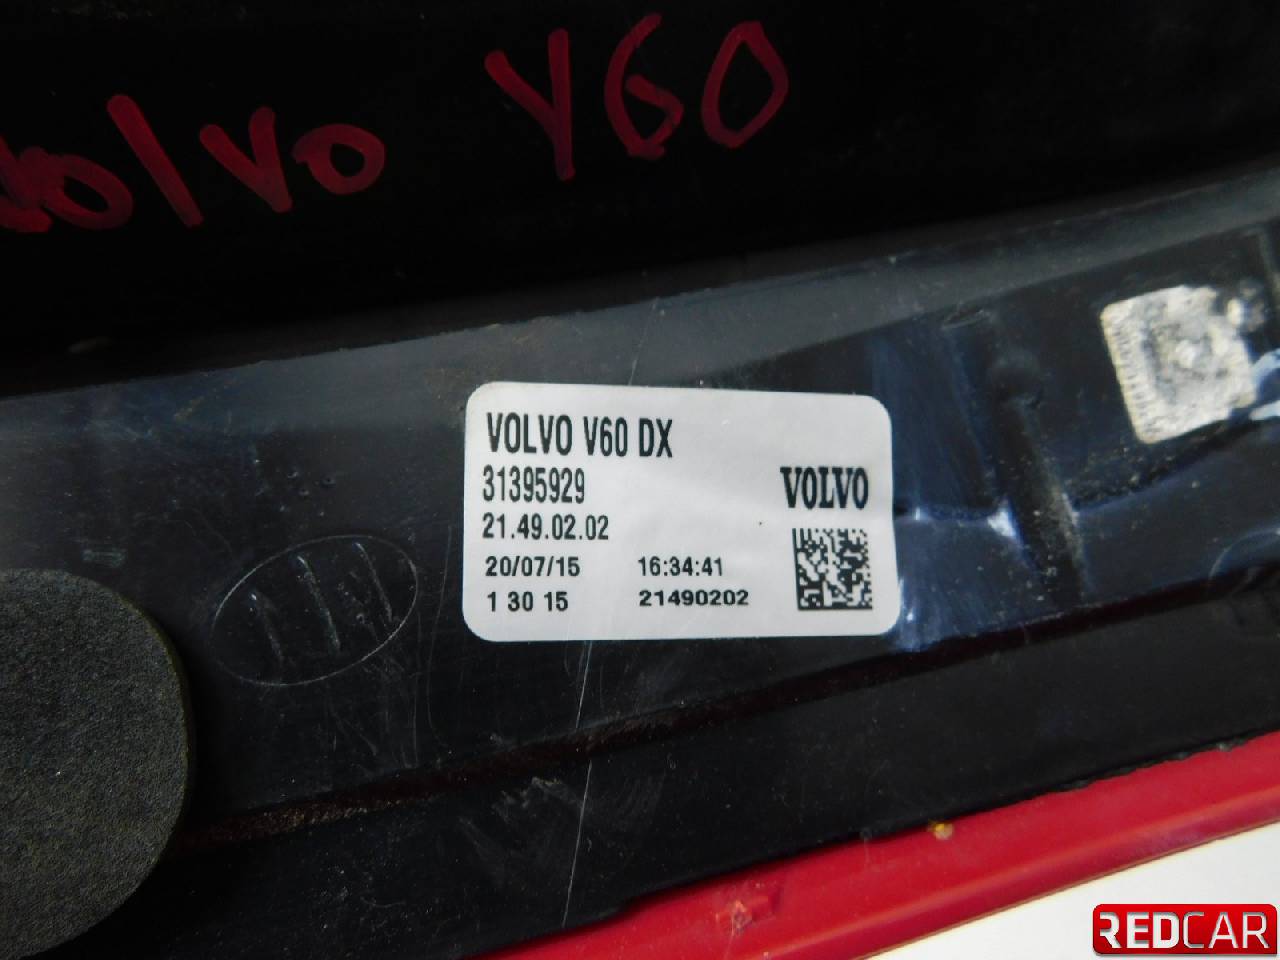 Volvo V60
VOLVO V60 DX
31395929
VOLVO
21.49.02.02
20/07/15 16:34:41
1 30 15 21490202
REDCAR